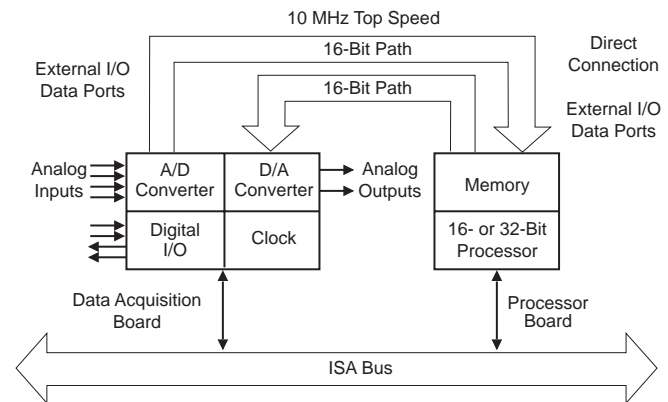 10 MHz Top Speed
16-Bit Path
Direct
Connection
External I/O
Data Ports
16-Bit Path
External I/O
Data Ports
Analog
Inputs
A/D
Converter
D/A
Converter
Analog
Outputs
Memory
Digital
I/O
Clock
16- or 32-Bit
Processor
Data Acquisition
Board
Processor
Board
ISA Bus